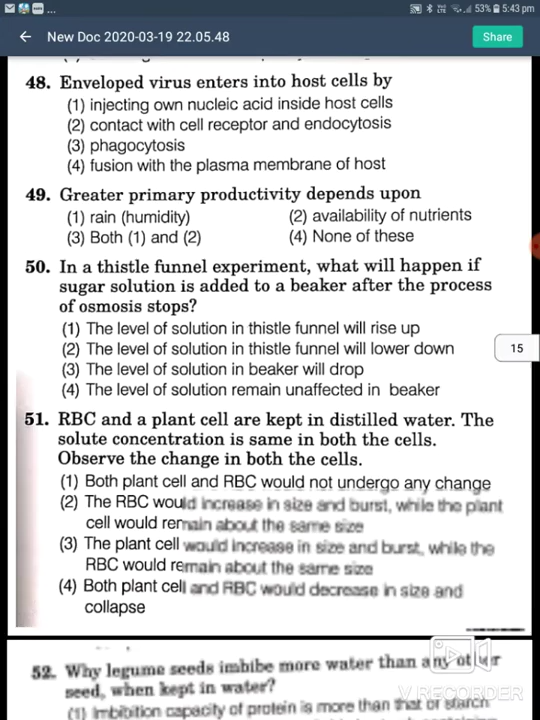 53% 5:43 pm
New Doc 2020-03-19 22.05.48
Share
48. Enveloped virus enters into host cells by
(1) injecting own nucleic acid inside host cells
(2) contact with cell receptor and endocytosis
(3) phagocytosis
(4) fusion with the plasma membrane of host
49. Greater primary productivity depends upon
(1) rain (humidity) (2) availability of nutrients
(3) Both (1) and (2) (4) None of these
50. In a thistle funnel experiment, what will happen if
sugar solution is added to a beaker after the process
of osmosis stops?
(1) The level of solution in thistle funnel will rise up
(2) The level of solution in thistle funnel will lower down
15
(3) The level of solution in beaker will drop
(4) The level of solution remain unaffected in beaker
51. RBC and a plant cell are kept in distilled water. The
solute concentration is same in both the cells.
Observe the change in both the cells.
(1) Both plant cell and RBC would not undergo any change
(2) The RBC would increase in size and burst, while the plant
cell would remain about the same size
(3) The plant cell would increase in size and burst, while the
RBC would remain about the same size
(4) Both plant cell and RBC would decrease in size and
collapse
52. Why legume seeds imbibe more water than any other
seed, when kept in water?
V RECORDER
(1) Imbibition capacity of protein is more than that of starch